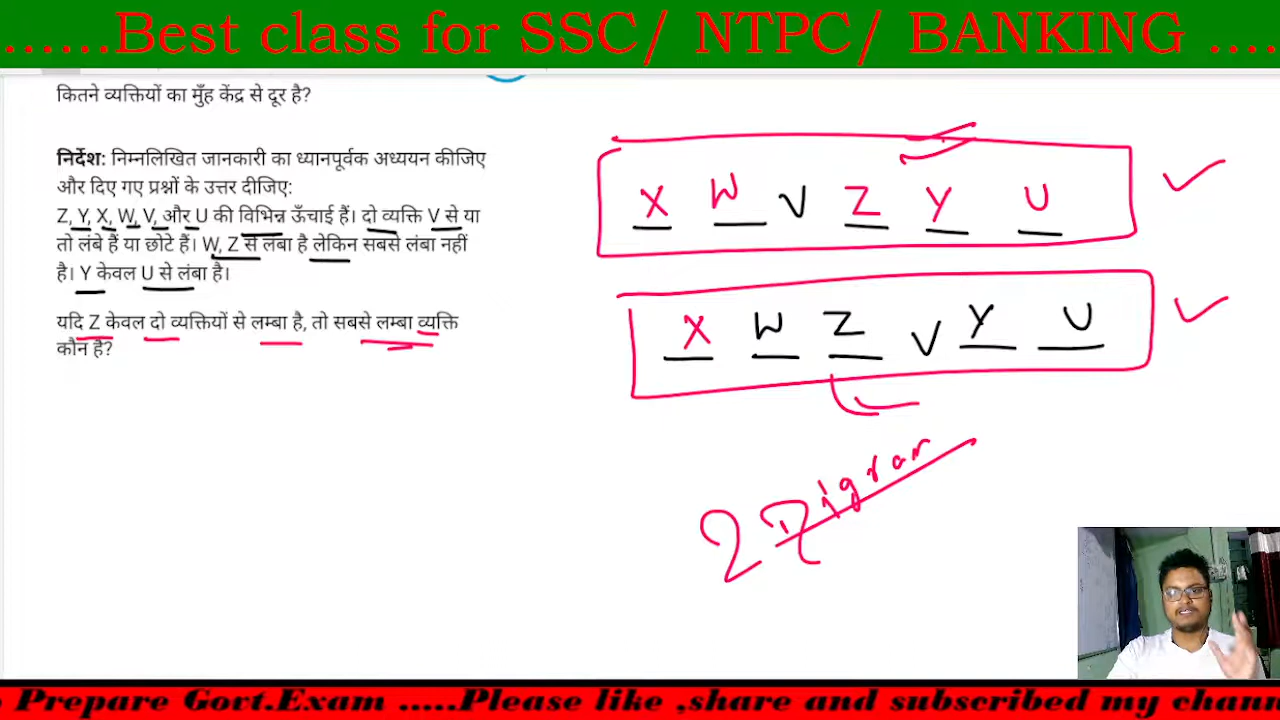 ......Best class for SSC/ NTPC/ BANKING ....
कितने व्यक्तियों का मुँह केंद्र से दूर है?
निर्देश: निम्नलिखित जानकारी का ध्यानपूर्वक अध्ययन कीजिए
और दिए गए प्रश्नों के उत्तर दीजिए:
Z, Y, X, W, V, और U की विभिन्न ऊँचाई हैं। दो व्यक्ति V से या
तो लंबे हैं या छोटे हैं। W, Z से लंबा है लेकिन सबसे लंबा नहीं
है। Y केवल U से लंबा है।
यदि Z केवल दो व्यक्तियों से लम्बा है, तो सबसे लम्बा व्यक्ति
कौन है?
X W V Z Y U
X W Z V Y U
2
Prepare Govt.Exam .....Please like ,share and subscribed my chann